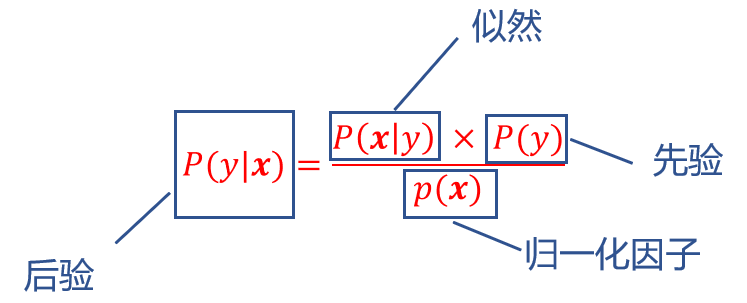 似然
P(y|x) = P(x|y) × P(y)
先验
p(x)
归一化因子
后验